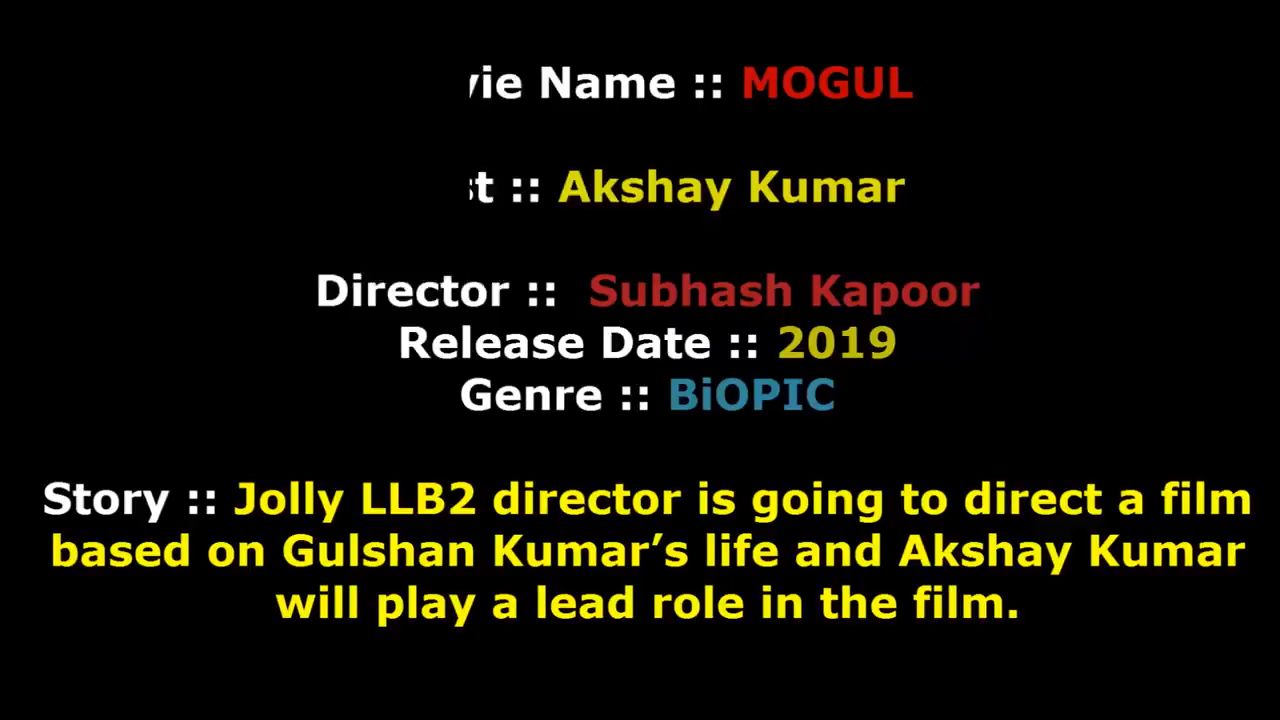 vie Name :: MOGUL
st :: Akshay Kumar
Director :: Subhash Kapoor
Release Date :: 2019
Genre :: BiOPIC
Story :: Jolly LLB2 director is going to direct a film
based on Gulshan Kumar’s life and Akshay Kumar
will play a lead role in the film.